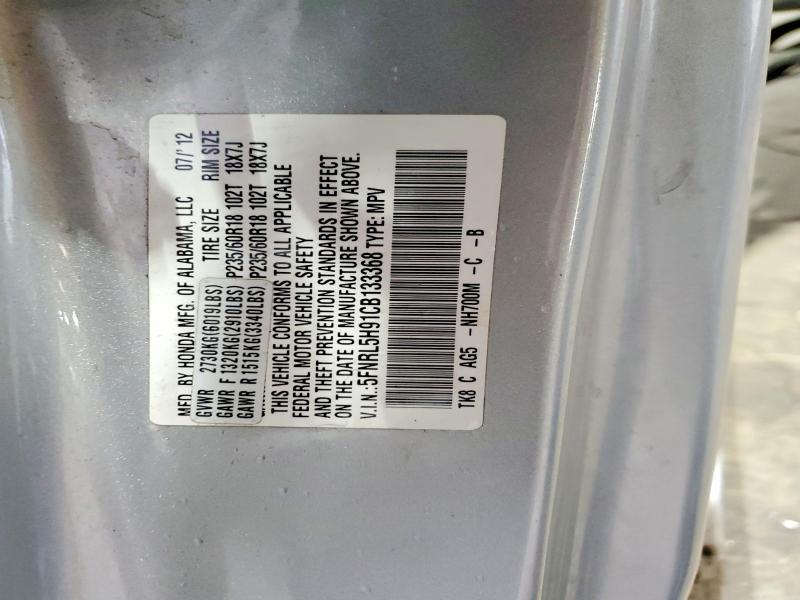 MFD. BY HONDA MFG. OF ALABAMA, LLC 07/'12
GVWR 2730KG(6019LBS) TIRE SIZE RIM SIZE
GAWR F 1320KG(2910LBS) P235/60R18 102T 18X7J
GAWR R 1515KG(3340LBS) P235/60R18 102T 18X7J
THIS VEHICLE CONFORMS TO ALL APPLICABLE
FEDERAL MOTOR VEHICLE SAFETY
AND THEFT PREVENTION STANDARDS IN EFFECT
ON THE DATE OF MANUFACTURE SHOWN ABOVE.
V.I.N.:5FNRL5H91CB133368 TYPE: MPV
TK8 C AG5 -NH700M -C -B